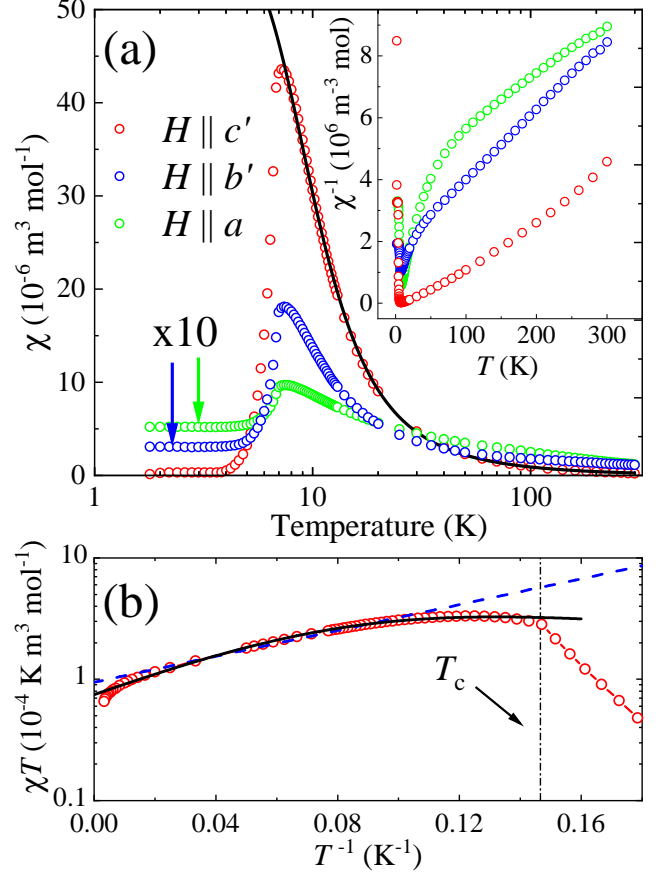 (a)
50
40
30
20
10
0
χ (10⁻⁶ m³ mol⁻¹)
H || c'
H || b'
H || a
x10
1
10
100
Temperature (K)
8
6
4
2
0
χ⁻¹ (10⁶ m⁻³ mol)
0
100
200
300
T (K)
(b)
10
1
0.1
χT (10⁻⁴ K m³ mol⁻¹)
T_c
0.00
0.04
0.08
0.12
0.16
T⁻¹ (K⁻¹)